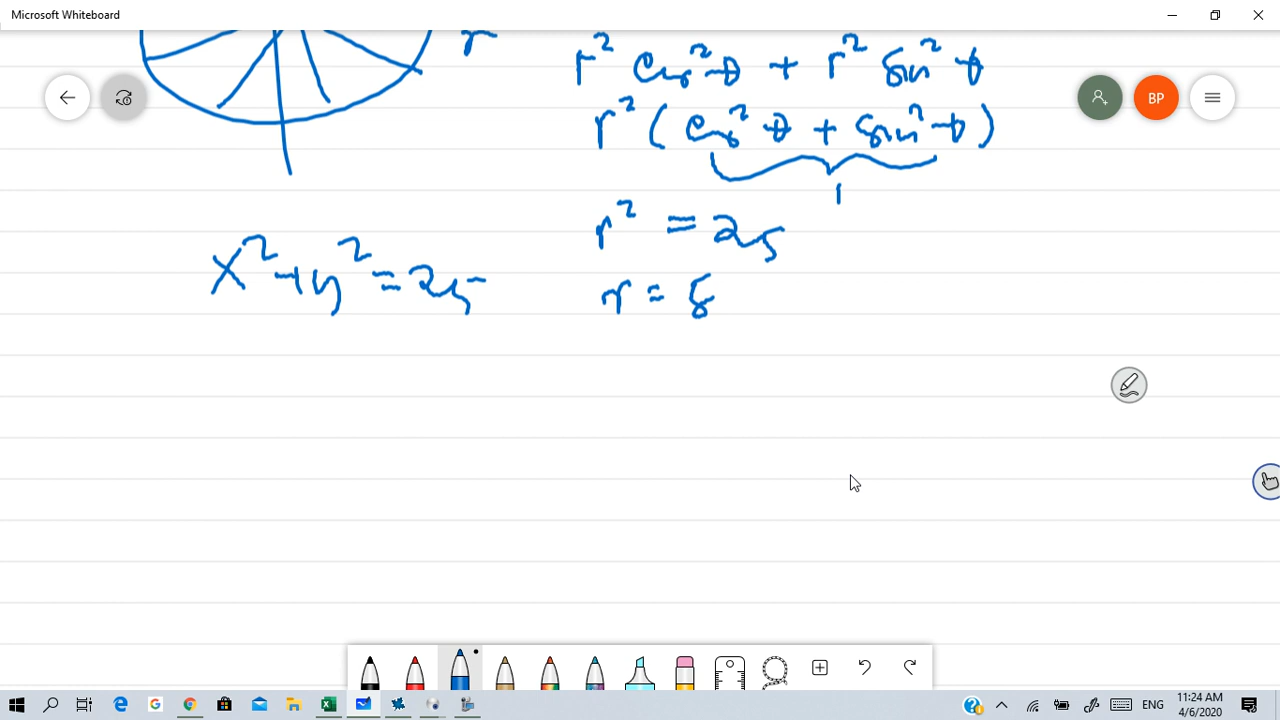 Microsoft Whiteboard
r
r² cos²θ + r² sin²θ
BP
r² (cos²θ + sin²θ)
1
r² = 25
x² + y² = 25
r = 5
ENG
11:24 AM
4/6/2020